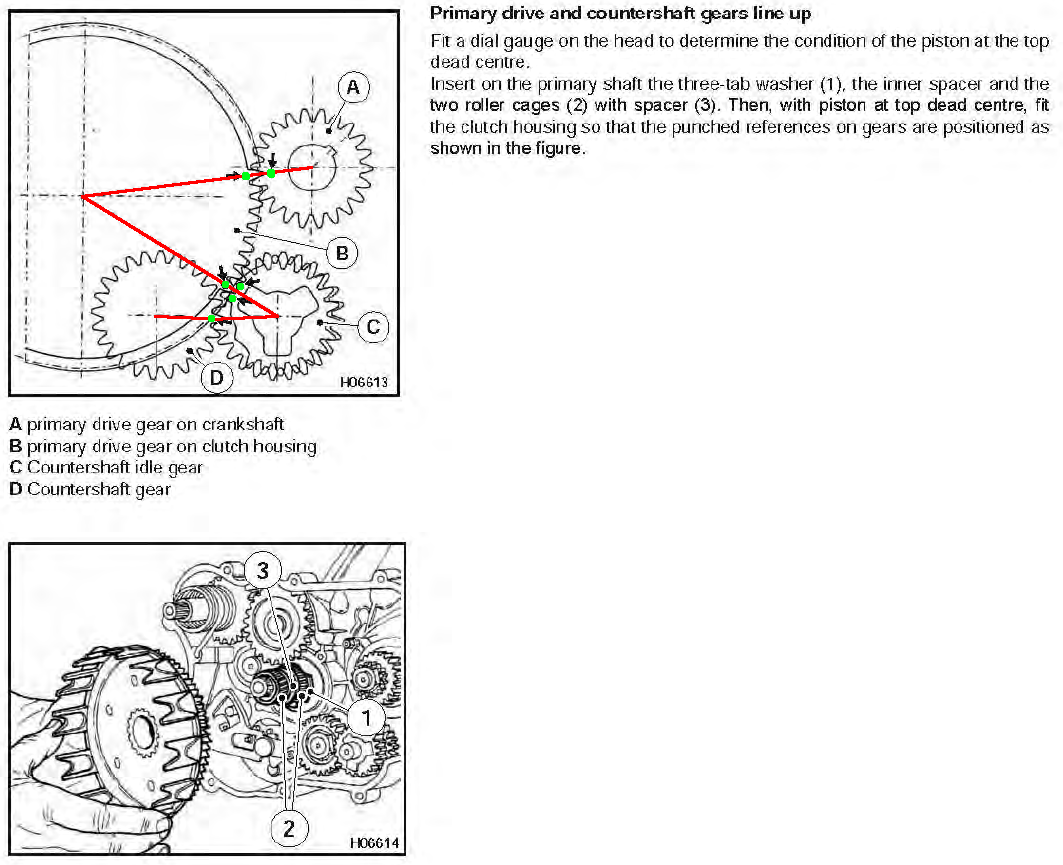 Primary drive and countershaft gears line up
Fit a dial gauge on the head to determine the condition of the piston at the top
dead centre.
Insert on the primary shaft the three-tab washer (1), the inner spacer and the
two roller cages (2) with spacer (3). Then, with piston at top dead centre, fit
the clutch housing so that the punched references on gears are positioned as
shown in the figure.
A
B
C
D
H06613
A primary drive gear on crankshaft
B primary drive gear on clutch housing
C Countershaft idle gear
D Countershaft gear
3
1
2
H06614